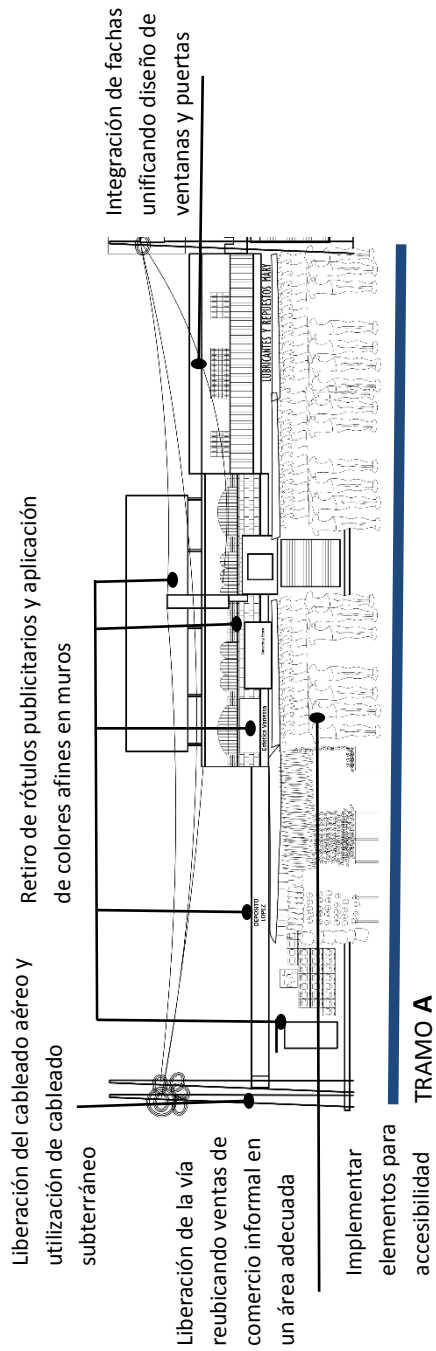 Liberación del cableado aéreo y
utilización de cableado
subterráneo
Retiro de rótulos publicitarios y aplicación
de colores afines en muros
Integración de fachas
unificando diseño de
ventanas y puertas
Liberación de la vía
reubicando ventas de
comercio informal en
un área adecuada
DEPOSITO
LOPEZ
Estetica Vanessa
LUBRICANTES Y REPUESTOS MARY
Implementar
elementos para
accesibilidad
TRAMO A